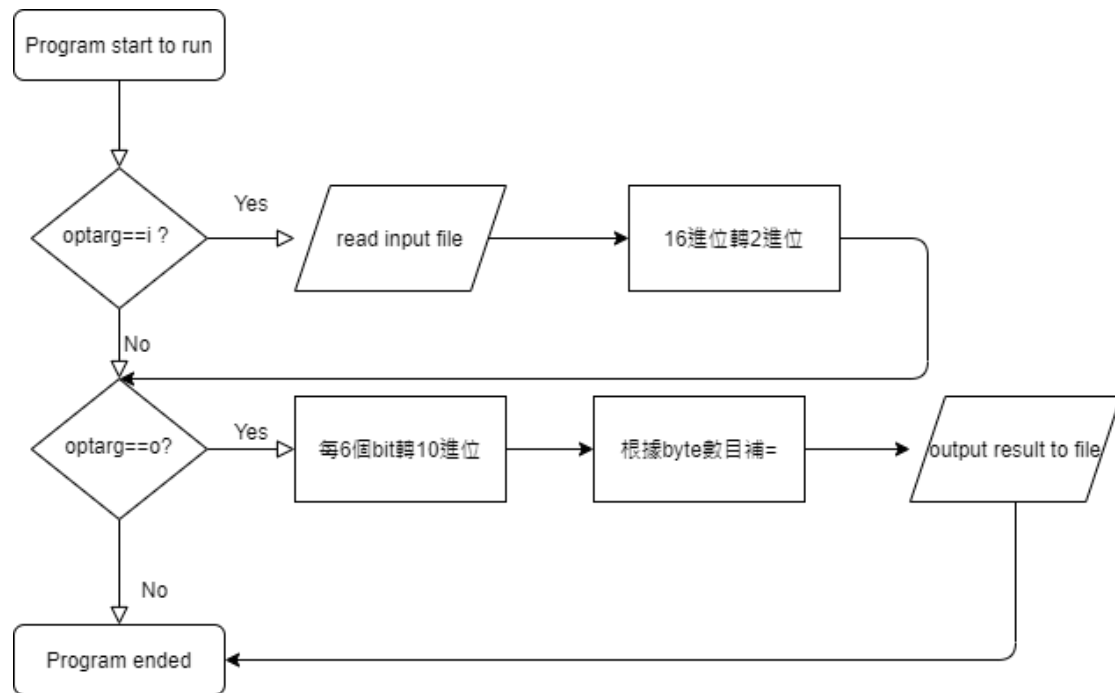 Program start to run
optarg==i ?
Yes
read input file
16進位轉2進位
No
optarg==o?
Yes
每6個bit轉10進位
根據byte數目補=
output result to file
No
Program ended